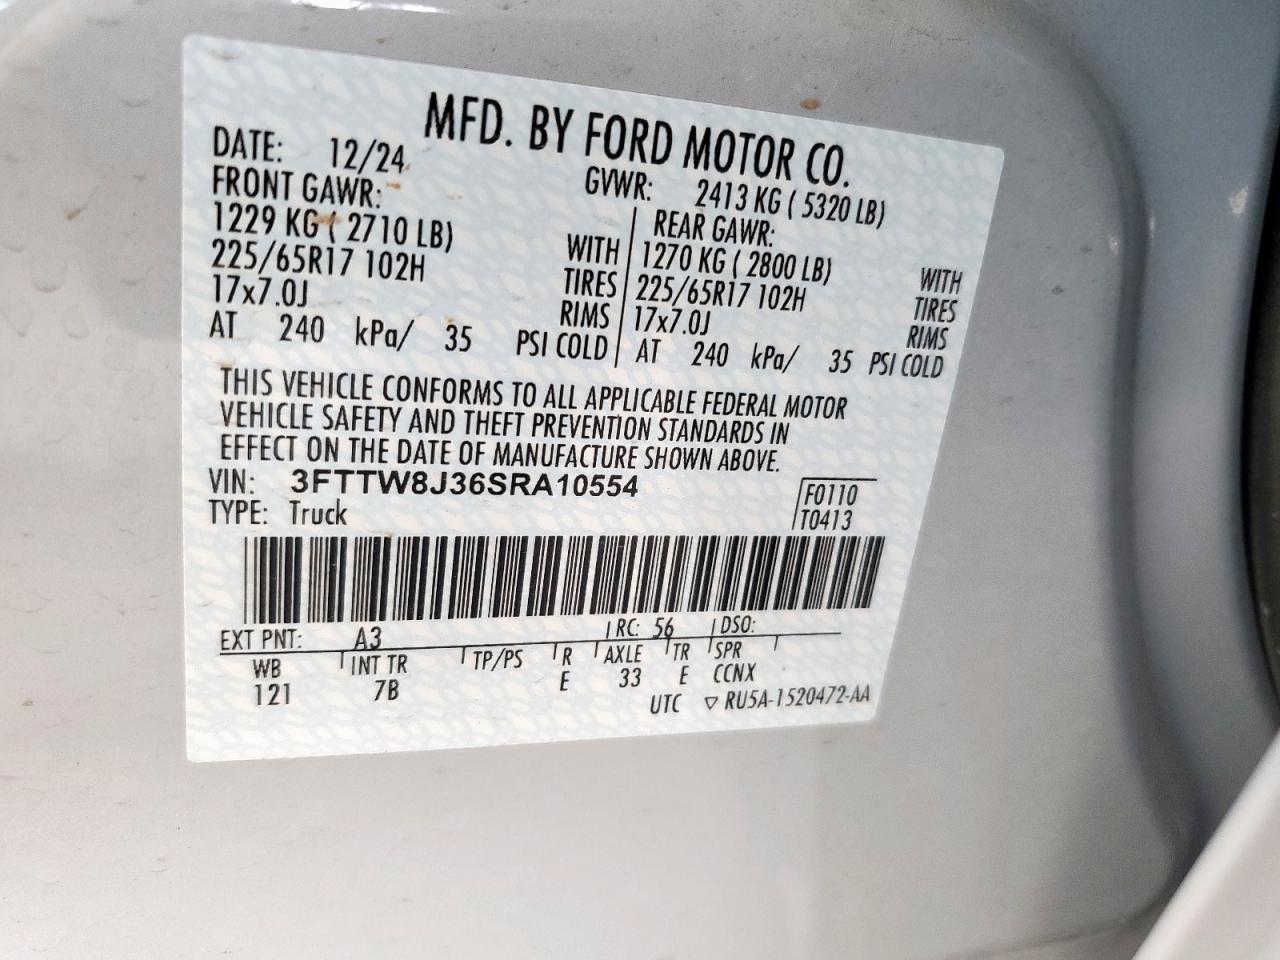 MFD. BY FORD MOTOR CO.
DATE: 12/24 GVWR: 2413 KG ( 5320 LB)
FRONT GAWR: REAR GAWR:
1229 KG ( 2710 LB) WITH 1270 KG ( 2800 LB) WITH
225/65R17 102H TIRES 225/65R17 102H TIRES
17x7.0J RIMS 17x7.0J RIMS
AT 240 kPa/ 35 PSI COLD AT 240 kPa/ 35 PSI COLD
THIS VEHICLE CONFORMS TO ALL APPLICABLE FEDERAL MOTOR
VEHICLE SAFETY AND THEFT PREVENTION STANDARDS IN
EFFECT ON THE DATE OF MANUFACTURE SHOWN ABOVE.
VIN: 3FTTW8J36SRA10554 F0110
TYPE: Truck T0413
EXT PNT: A3 RC: 56 DSO:
WB INT TR TP/PS R AXLE TR SPR
121 7B E 33 E CCNX
UTC ▽ RU5A-1520472-AA